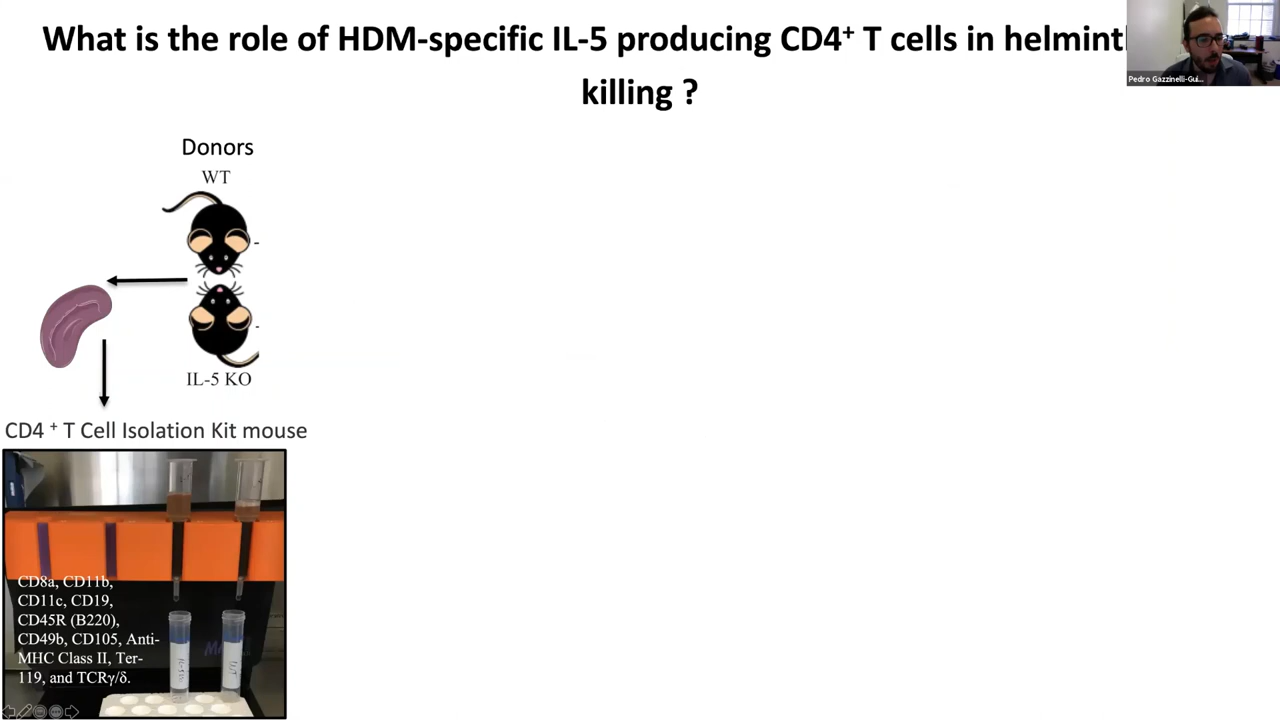 What is the role of HDM-specific IL-5 producing CD4⁺ T cells in helminth
killing ?
Pedro Gazzinelli-Gui...
Donors
WT
IL-5 KO
CD4 ⁺ T Cell Isolation Kit mouse
CD8a, CD11b,
CD11c, CD19,
CD45R (B220),
CD49b, CD105, Anti-
MHC Class II, Ter-
119, and TCRγ/δ.